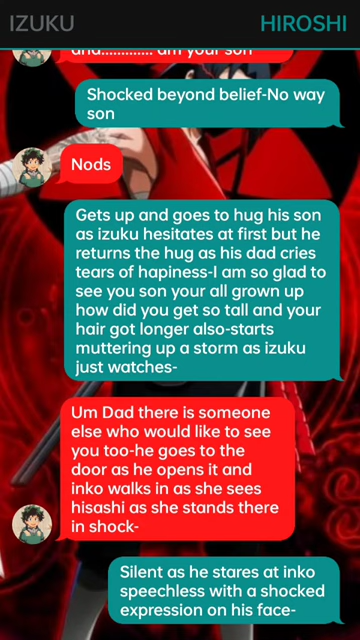 IZUKU
HIROSHI
and............. am your son
Shocked beyond belief-No way
son
Nods
Gets up and goes to hug his son
as izuku hesitates at first but he
returns the hug as his dad cries
tears of hapiness-I am so glad to
see you son your all grown up
how did you get so tall and your
hair got longer also-starts
muttering up a storm as izuku
just watches-
Um Dad there is someone
else who would like to see
you too-he goes to the
door as he opens it and
inko walks in as she sees
hisashi as she stands there
in shock-
Silent as he stares at inko
speechless with a shocked
expression on his face-